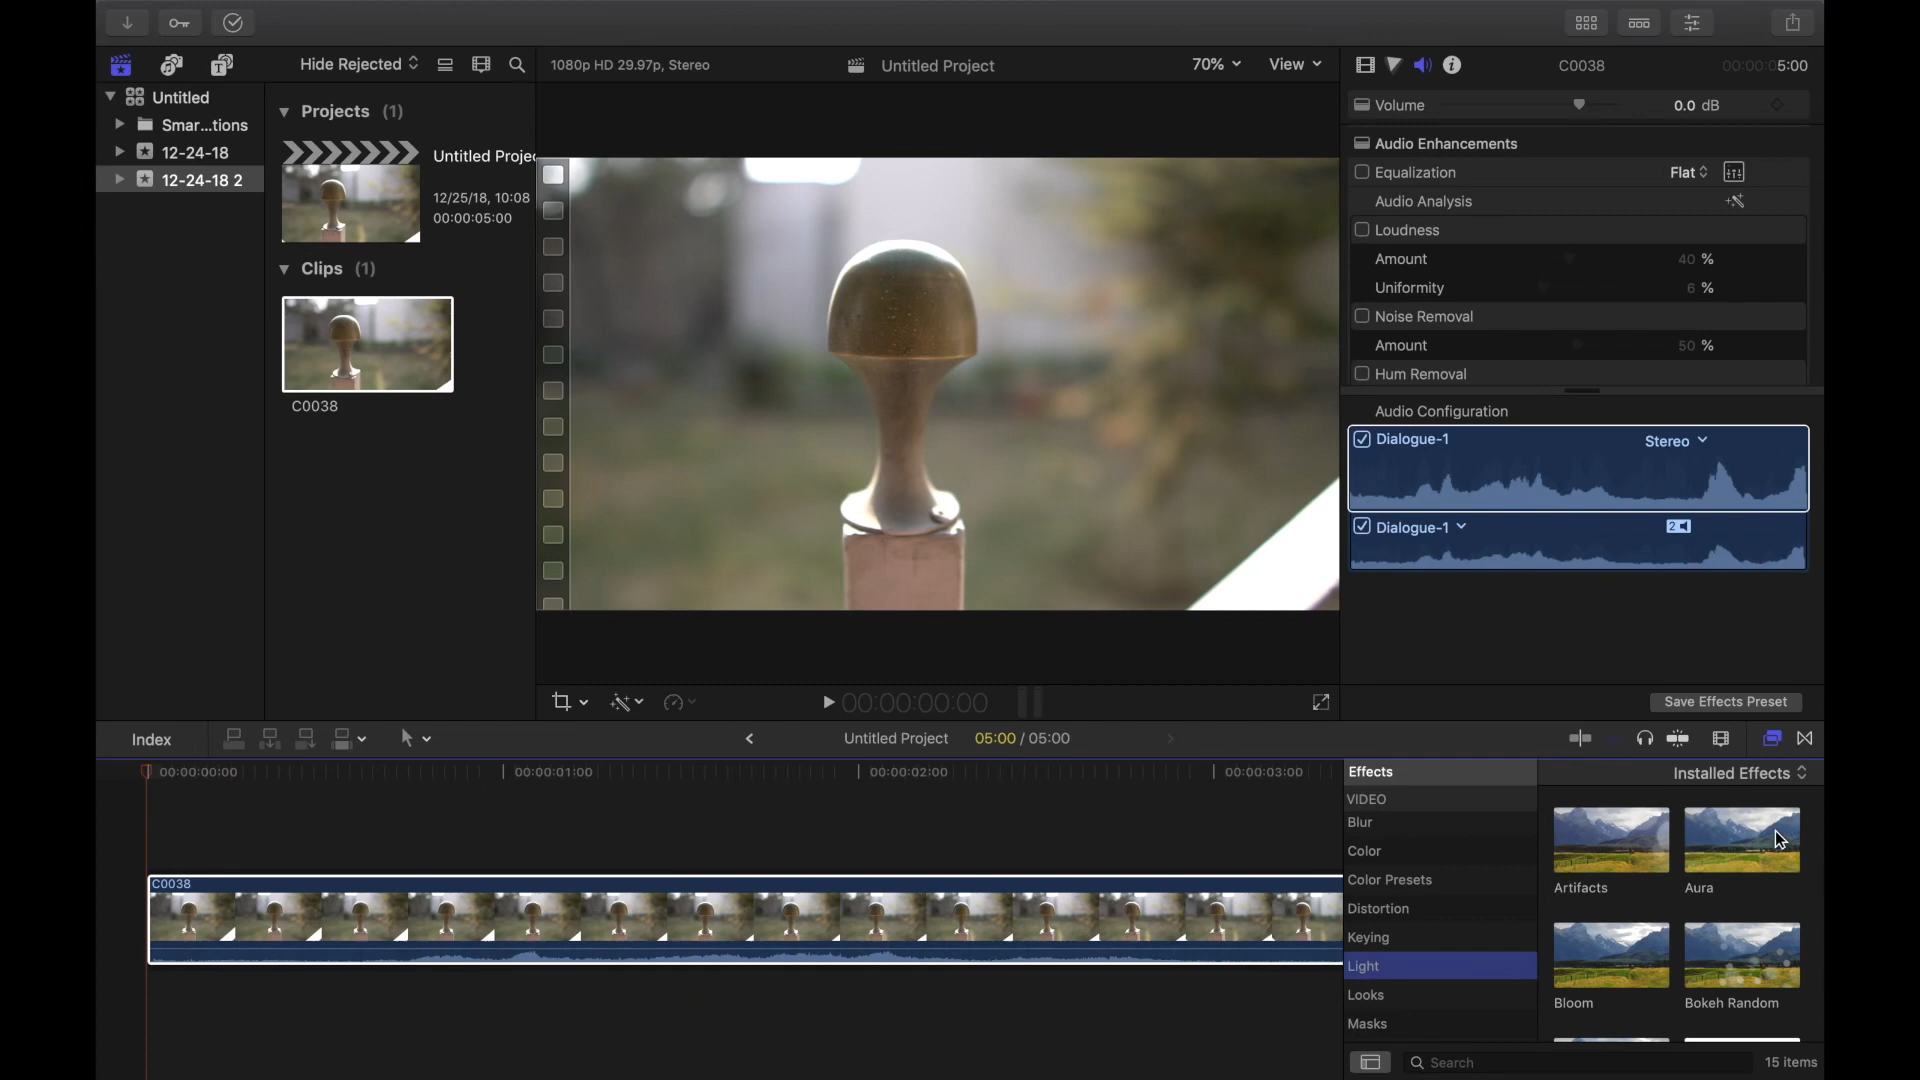 Hide Rejected
1080p HD 29.97p, Stereo
Untitled Project
70%
View
C0038
00:00:05:00
Untitled
Smar...tions
12-24-18
12-24-18 2
Projects (1)
Untitled Projec
12/25/18, 10:08
00:00:05:00
Clips (1)
C0038
Volume
0.0 dB
Audio Enhancements
Equalization
Flat
Audio Analysis
Loudness
Amount
40 %
Uniformity
6 %
Noise Removal
Amount
50 %
Hum Removal
Audio Configuration
Dialogue-1
Stereo
Dialogue-1
2
00:00:00:00
Save Effects Preset
Index
Untitled Project
05:00 / 05:00
00:00:00:00
00:00:01:00
00:00:02:00
00:00:03:00
C0038
Effects
Installed Effects
VIDEO
Blur
Color
Color Presets
Distortion
Keying
Light
Looks
Masks
Artifacts
Aura
Bloom
Bokeh Random
Search
15 items